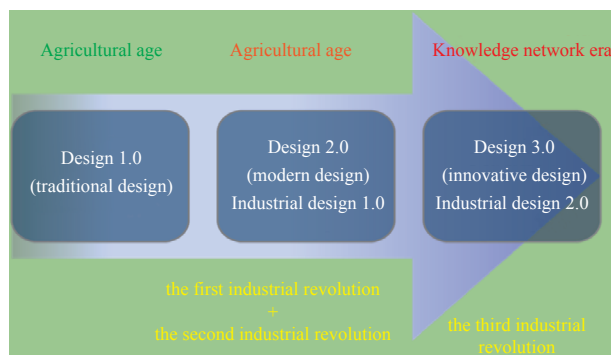 Agricultural age
Agricultural age
Knowledge network era
Design 1.0
(traditional design)
Design 2.0
(modern design)
Industrial design 1.0
Design 3.0
(innovative design)
Industrial design 2.0
the first industrial revolution
+
the second industrial revolution
the third industrial
revolution